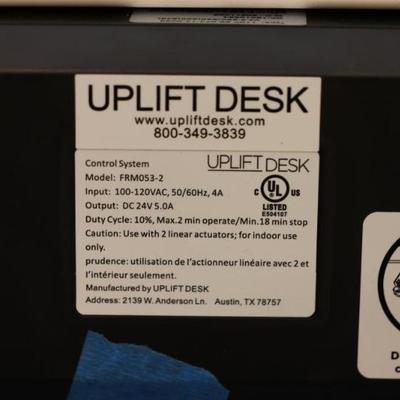 UPLIFT DESK
www.upliftdesk.com
800-349-3839
Control System
UPLIFT DESK
Model: FRM053-2
Input: 100-120VAC, 50/60Hz, 4A
Output: DC 24V 5.0A
C UL US
LISTED
E504107
Duty Cycle: 10%, Max.2 min operate/Min.18 min stop
Caution: Use with 2 linear actuators; for indoor use
only.
prudence: utilisation de l'actionneur linéaire avec 2 et
l'intérieur seulement.
Manufactured by UPLIFT DESK
Address: 2139 W. Anderson Ln. Austin, TX 78757